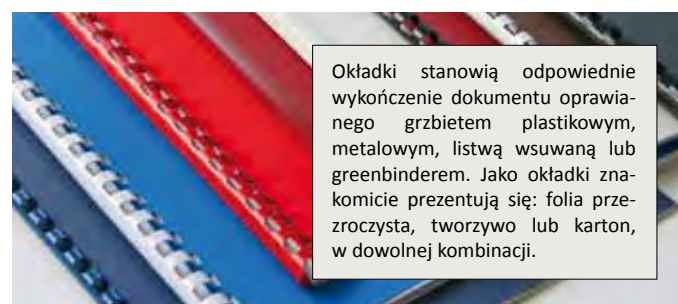 Okładki stanowią odpowiednie
wykończenie dokumentu oprawia-
nego grzbietem plastikowym,
metalowym, listwą wsuwaną lub
greenbinderem. Jako okładki zna-
komicie prezentują się: folia prze-
zroczysta, tworzywo lub karton,
w dowolnej kombinacji.